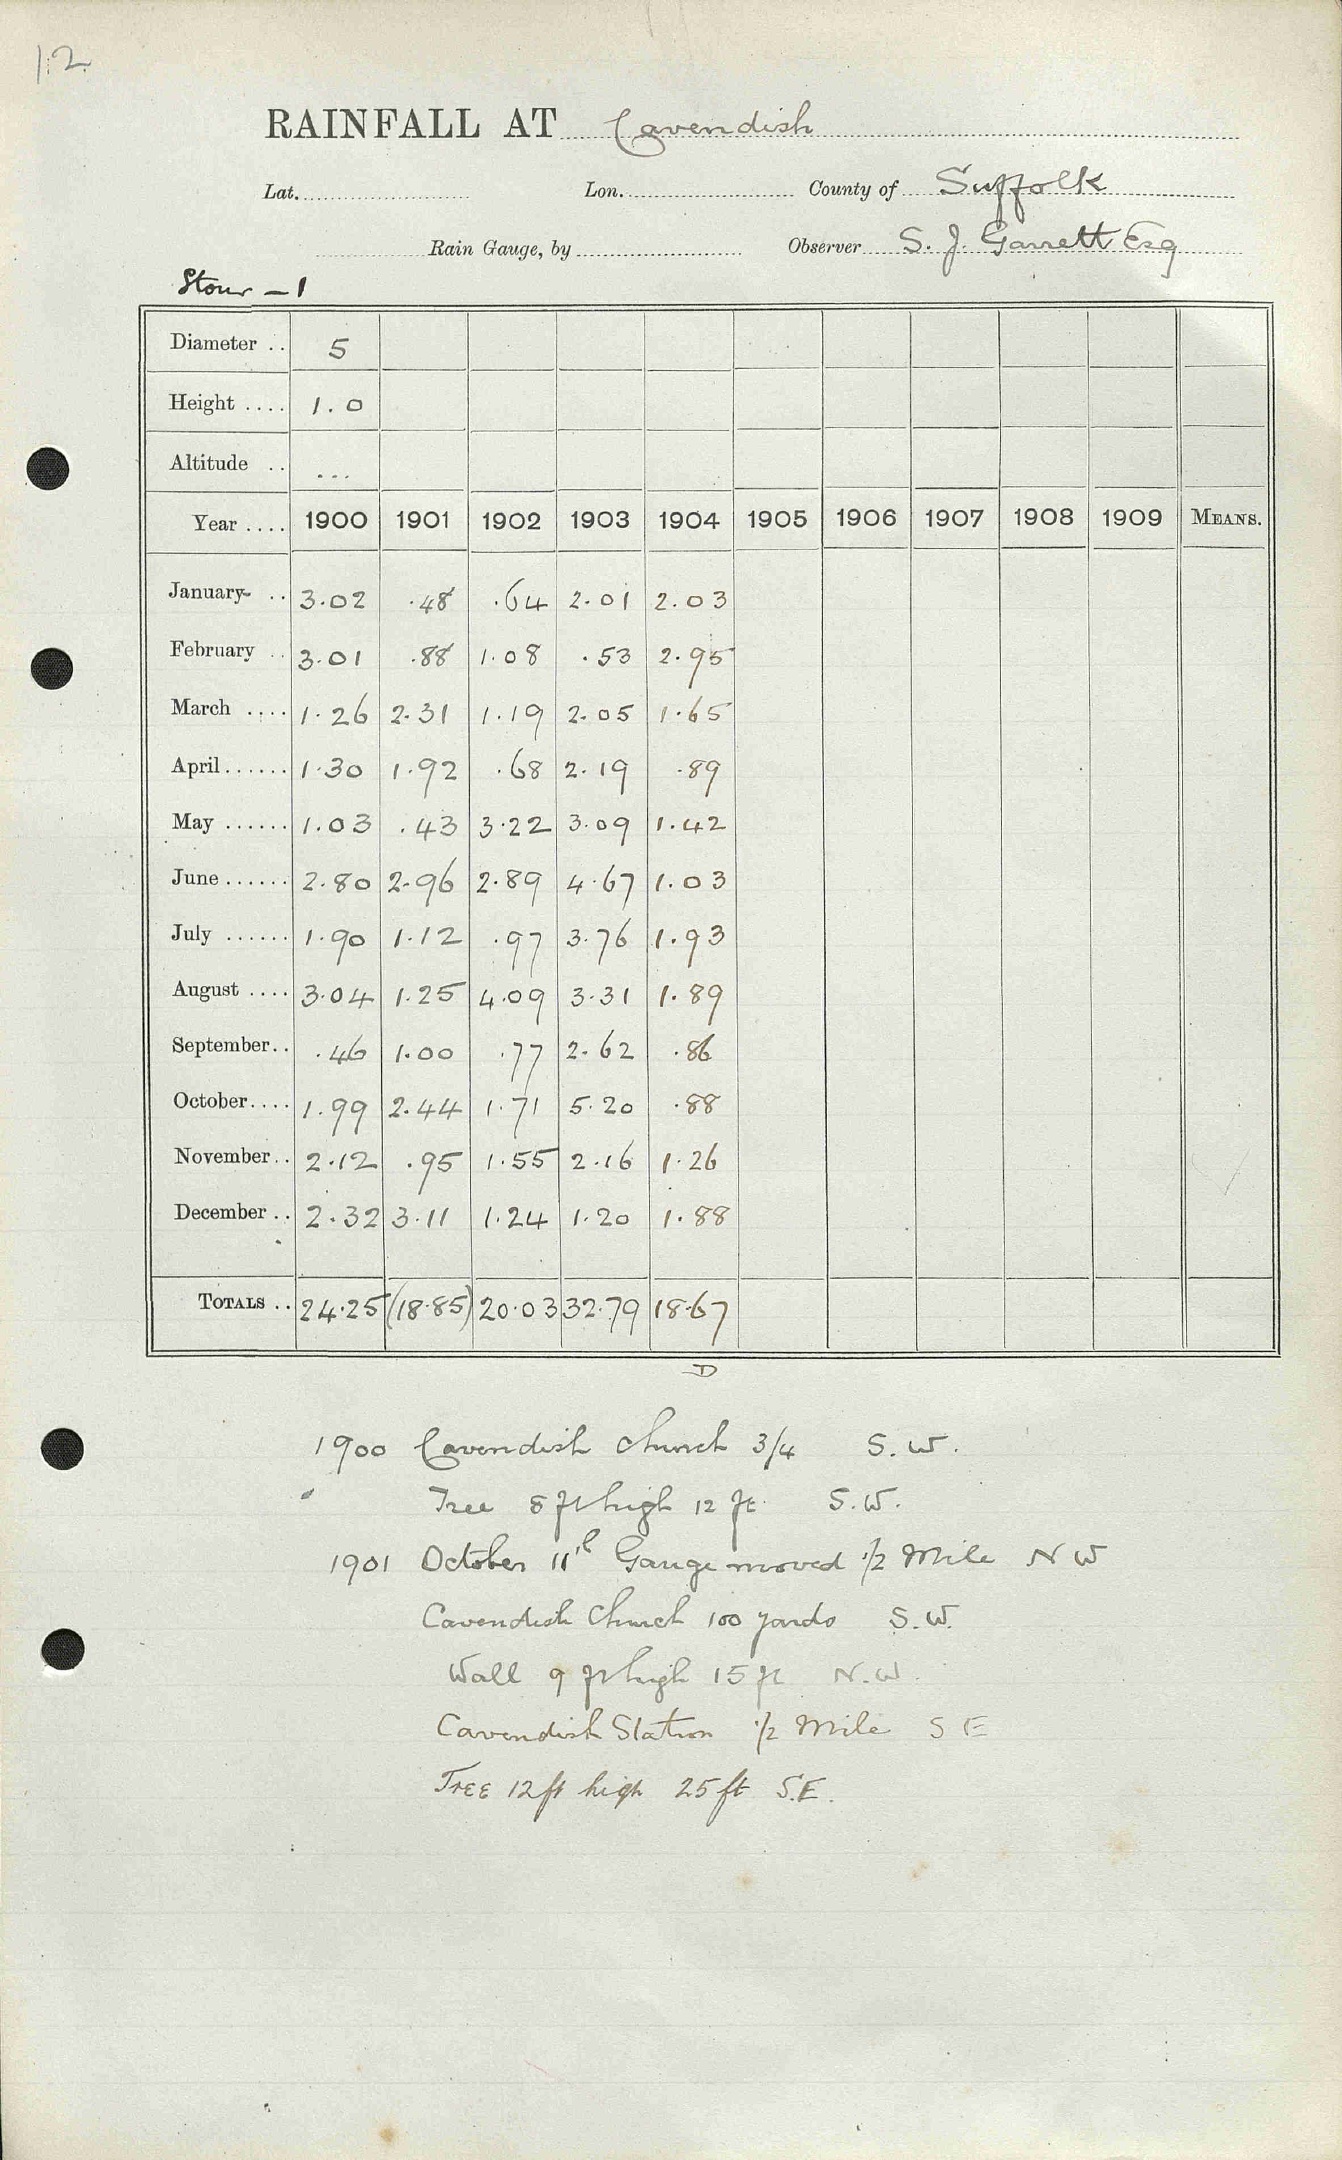 12
RAINFALL AT Cavendish
Lat. Lon. County of Suffolk
Rain Gauge, by Observer S. J. Garrett Esq
Stour - 1
Diameter .. 5
Height .... 1.0
Altitude .. ...
Year .... 1900 1901 1902 1903 1904 1905 1906 1907 1908 1909 MEANS.
January .. 3.02 .48 .64 2.01 2.03
February .. 3.01 .88 1.08 .53 2.95
March .... 1.26 2.31 1.19 2.05 1.65
April...... 1.30 1.92 .68 2.19 .89
May ...... 1.03 .43 3.22 3.09 1.42
June...... 2.80 2.96 2.89 4.67 1.03
July ...... 1.90 1.12 .97 3.76 1.93
August .... 3.04 1.25 4.09 3.31 1.89
September.. .46 1.00 .77 2.62 .86
October.... 1.99 2.44 1.71 5.20 .88
November.. 2.12 .95 1.55 2.16 1.26
December .. 2.32 3.11 1.24 1.20 1.88
TOTALS .. 24.25 (18.85) 20.03 32.79 18.67
D
1900 Cavendish Church 3/4 S.W.
Tree 8 ft high 12 ft S.W.
1901 October 11th Gauge moved 1/2 Mile N W
Cavendish Church 100 yards S.W.
Wall 9 ft high 15 ft N.W.
Cavendish Station 1/2 Mile S E
Tree 12 ft high 25 ft S.E.